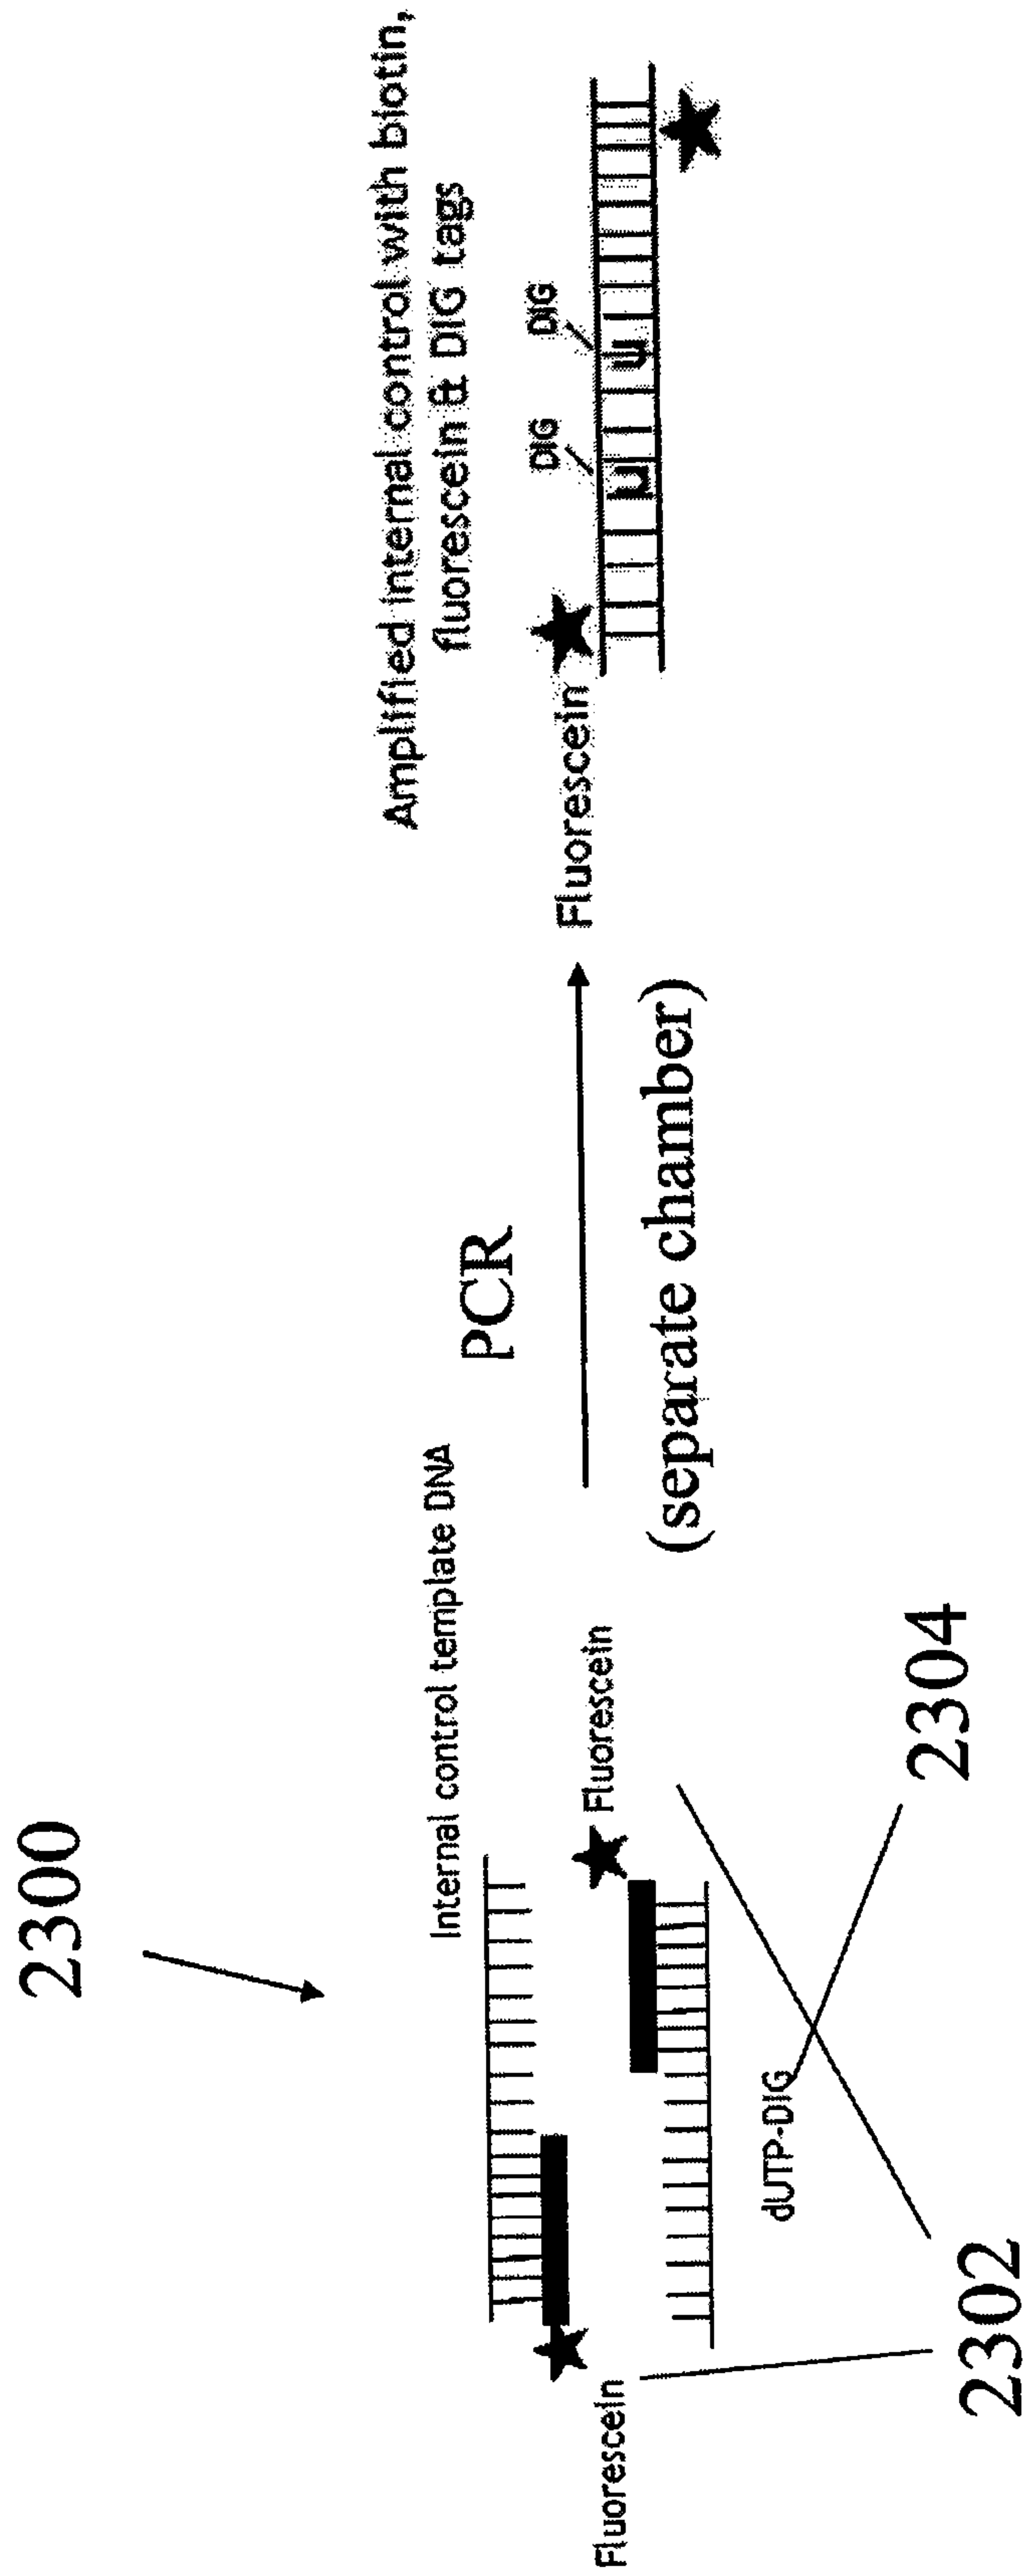 2300
Internal control template DNA
Fluorescein
Fluorescein
dUTP-DIG
2302
2304
PCR
(separate chamber)
Amplified internal control with biotin,
fluorescein & DIG tags
Fluorescein
DIG
DIG